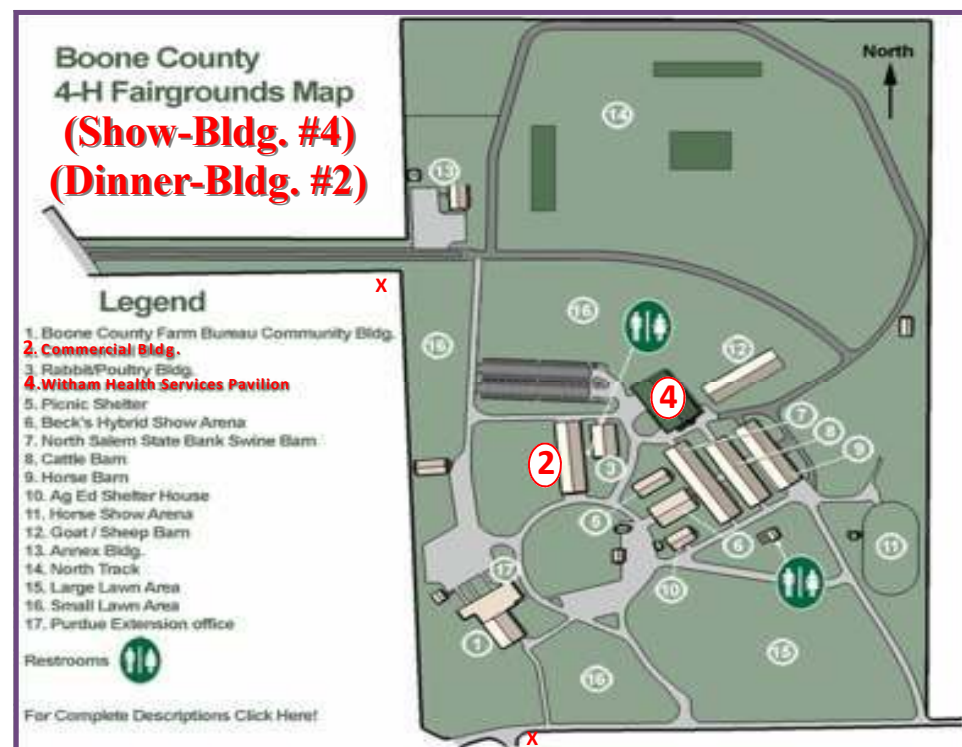 Boone County
4-H Fairgrounds Map
(Show-Bldg. #4)
(Dinner-Bldg. #2)
North
14
13
X
Legend
1. Boone County Farm Bureau Community Bldg.
2. Commercial Bldg.
3. Rabbit/Poultry Bldg.
4.Witham Health Services Pavilion
5. Picnic Shelter
6. Beck's Hybrid Show Arena
7. North Salem State Bank Swine Barn
8. Cattle Barn
9. Horse Barn
10. Ag Ed Shelter House
11. Horse Show Arena
12. Goat / Sheep Barn
13. Annex Bldg.
14. North Track
15. Large Lawn Area
16. Small Lawn Area
17. Purdue Extension office
Restrooms
For Complete Descriptions Click Here!
16
16
12
4
7
8
9
2
3
5
6
11
10
17
1
15
16
X